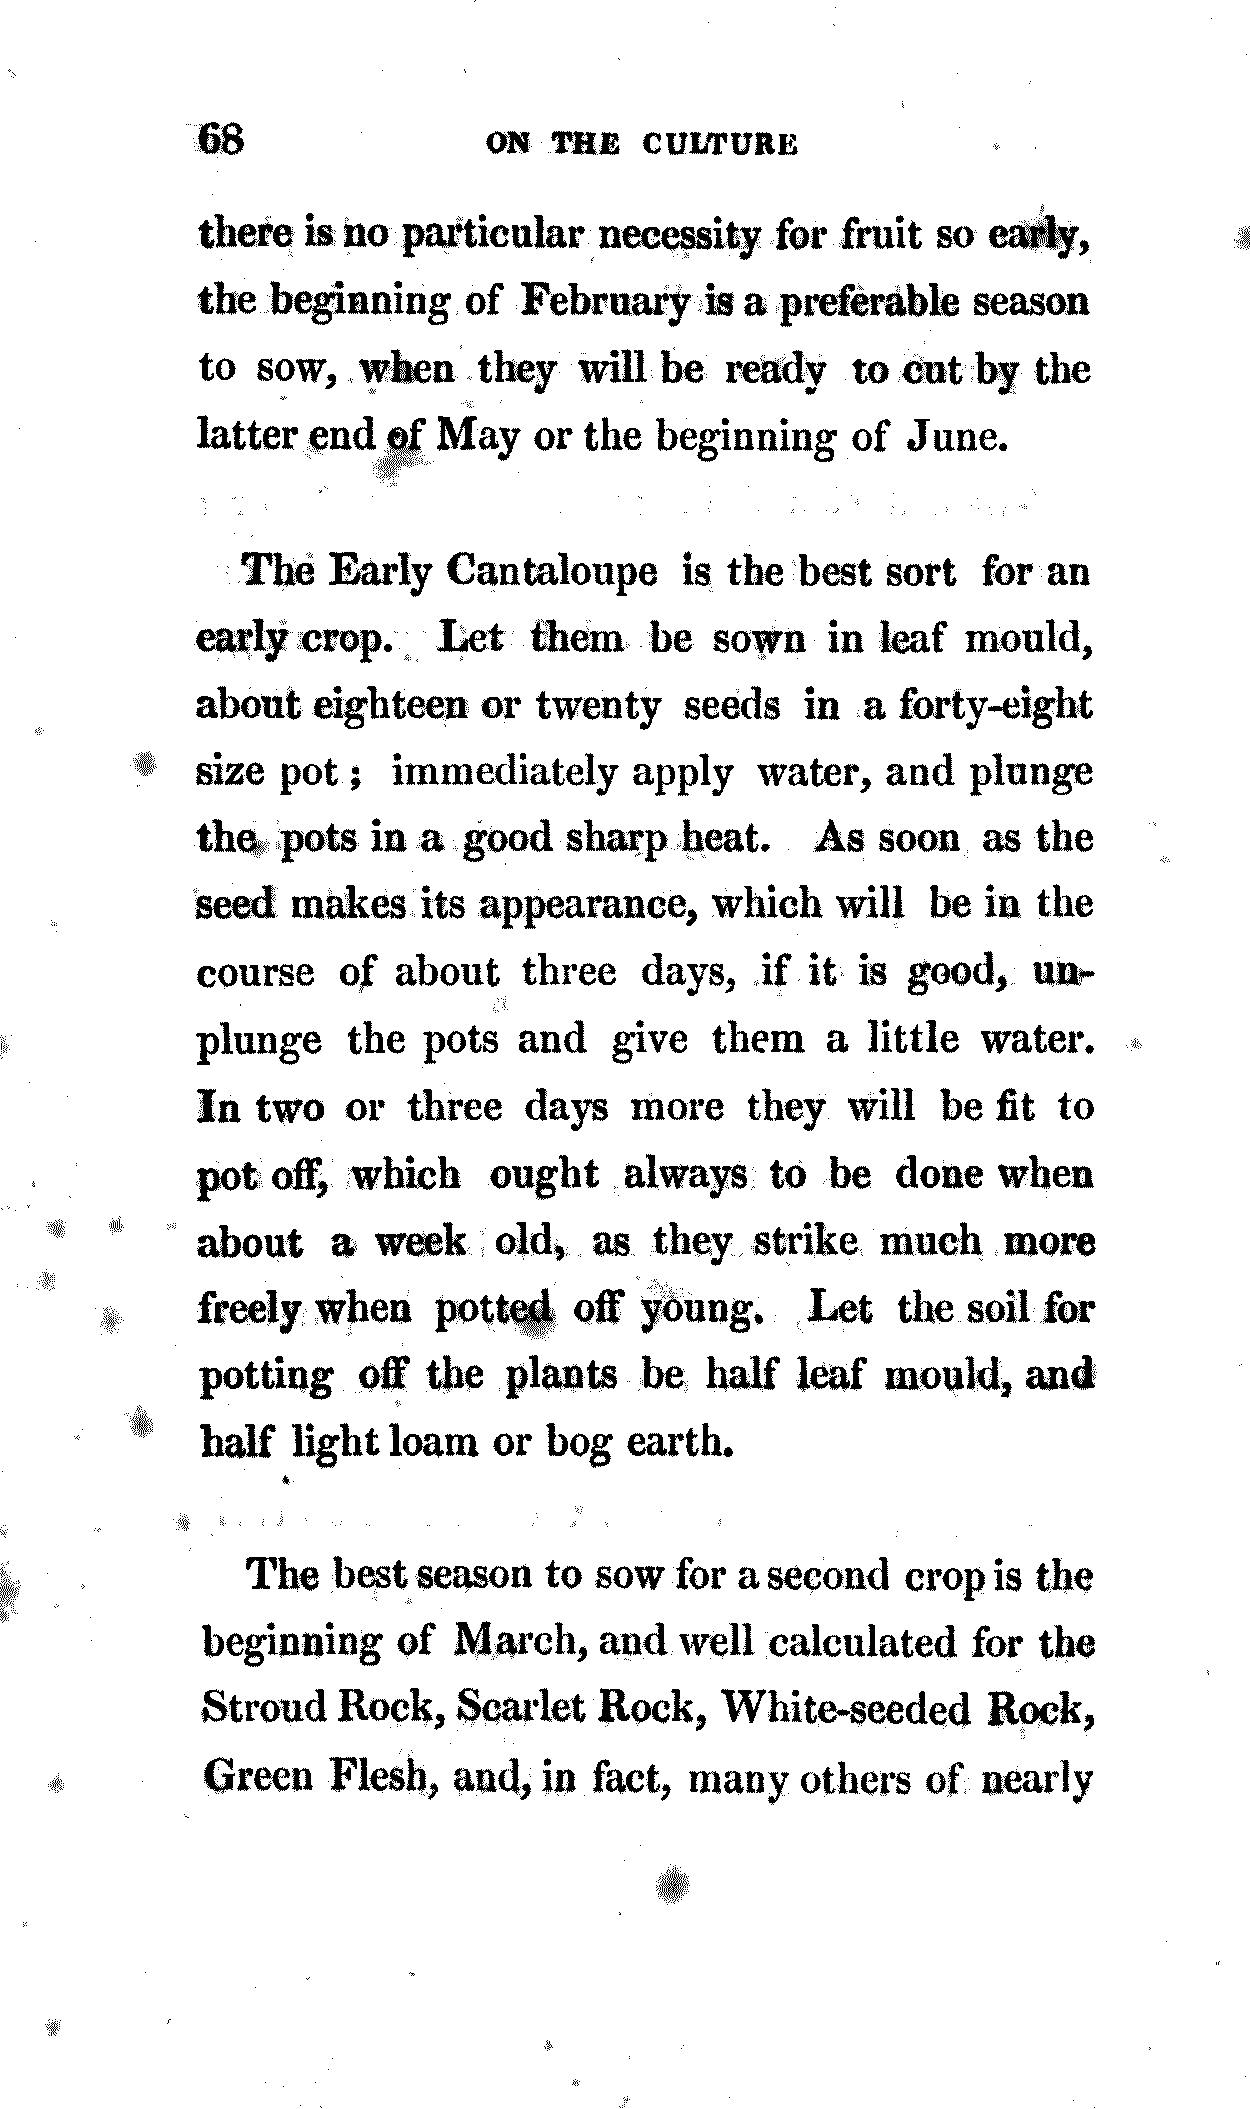 68 ON THE CULTURE
there is no particular necessity for fruit so early,
the beginning of February is a preferable season
to sow, when they will be ready to cut by the
latter end of May or the beginning of June.
The Early Cantaloupe is the best sort for an
early crop. Let them be sown in leaf mould,
about eighteen or twenty seeds in a forty-eight
size pot; immediately apply water, and plunge
the pots in a good sharp heat. As soon as the
seed makes its appearance, which will be in the
course of about three days, if it is good, un-
plunge the pots and give them a little water.
In two or three days more they will be fit to
pot off, which ought always to be done when
about a week old, as they strike much more
freely when potted off young. Let the soil for
potting off the plants be half leaf mould, and
half light loam or bog earth.
The best season to sow for a second crop is the
beginning of March, and well calculated for the
Stroud Rock, Scarlet Rock, White-seeded Rock,
Green Flesh, and, in fact, many others of nearly